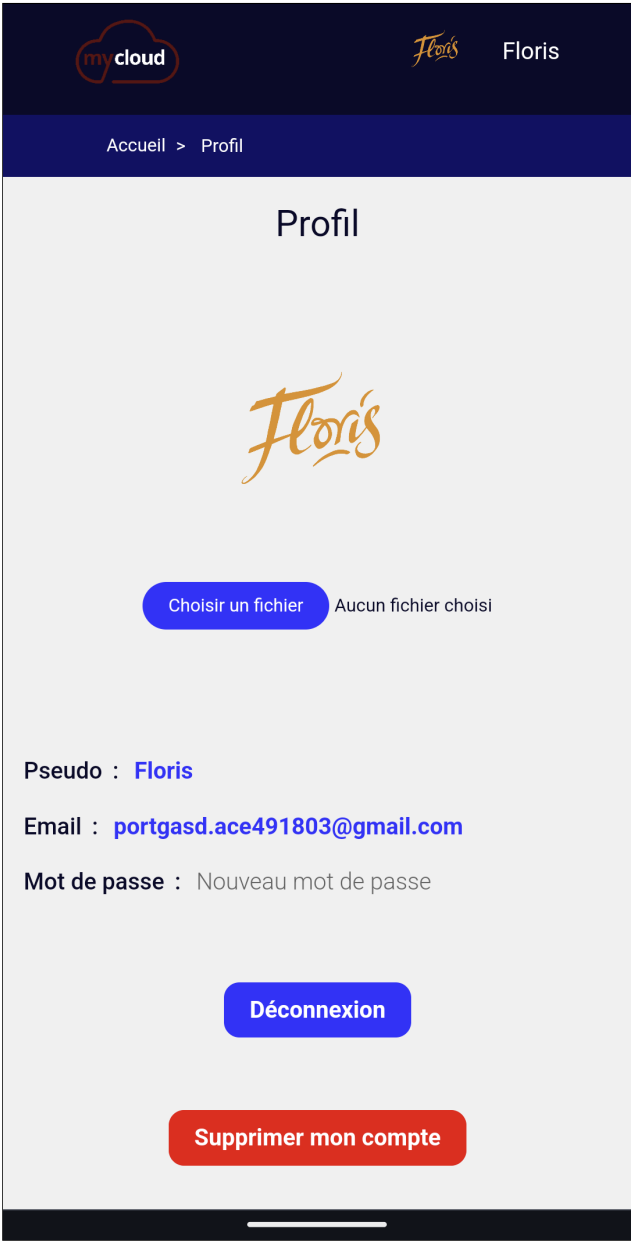 mycloud
Floris
Floris
Accueil > Profil
Profil
Floris
Choisir un fichier Aucun fichier choisi
Pseudo : Floris
Email : portgasd.ace491803@gmail.com
Mot de passe : Nouveau mot de passe
Déconnexion
Supprimer mon compte